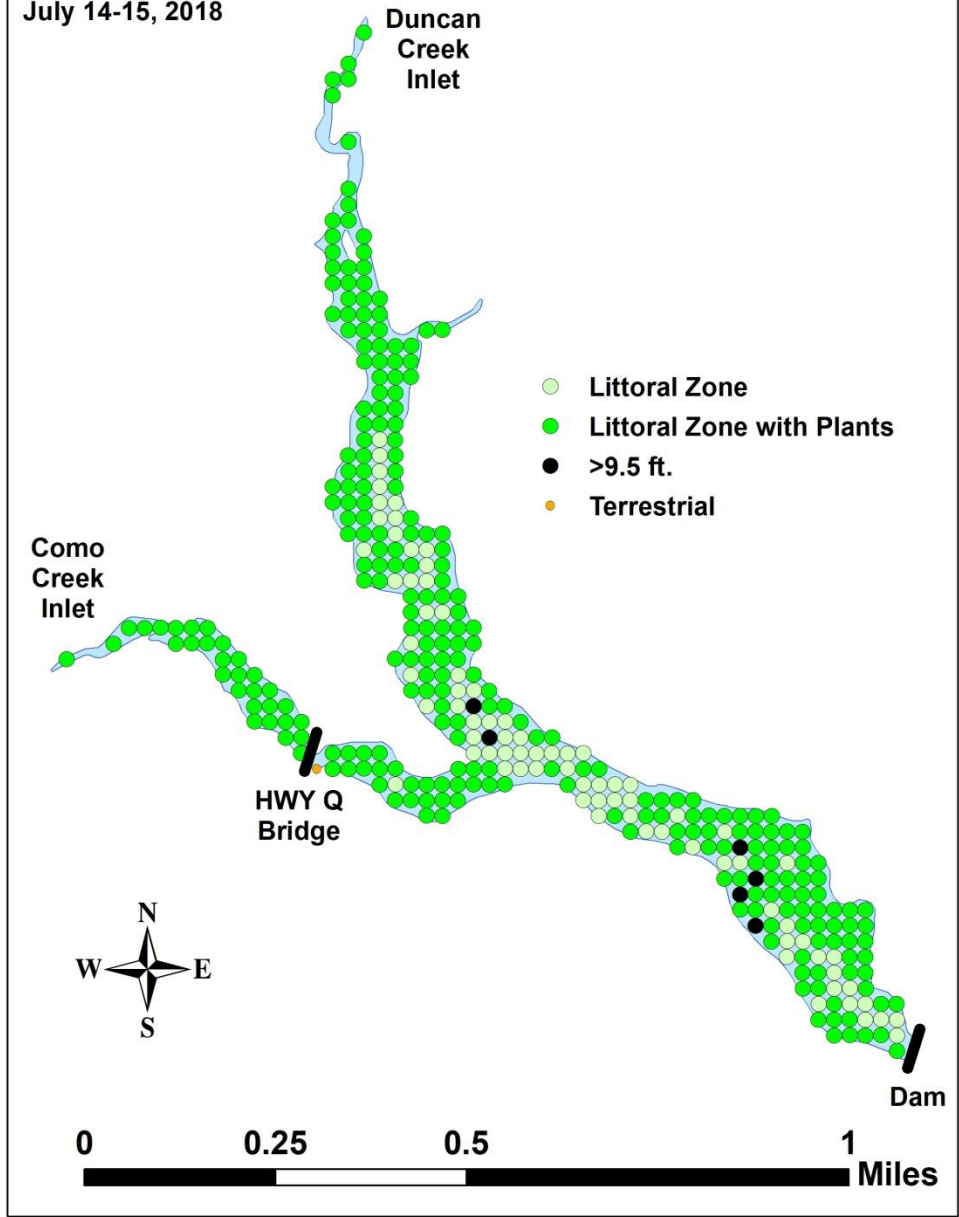 July 14-15, 2018
Duncan
Creek
Inlet
Littoral Zone
Littoral Zone with Plants
>9.5 ft.
Terrestrial
Como
Creek
Inlet
HWY Q
Bridge
N
W
E
S
Dam
0
0.25
0.5
1
Miles